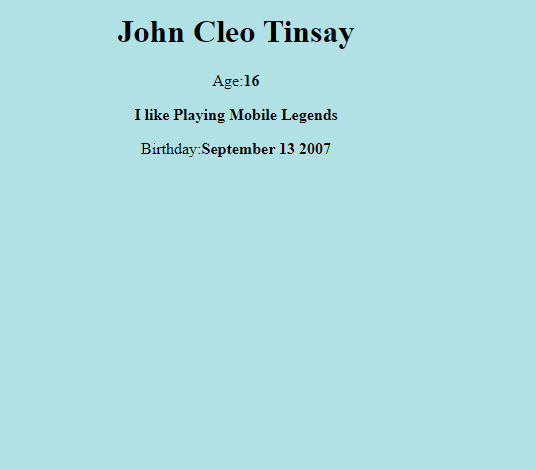 John Cleo Tinsay
Age:16
I like Playing Mobile Legends
Birthday:September 13 2007